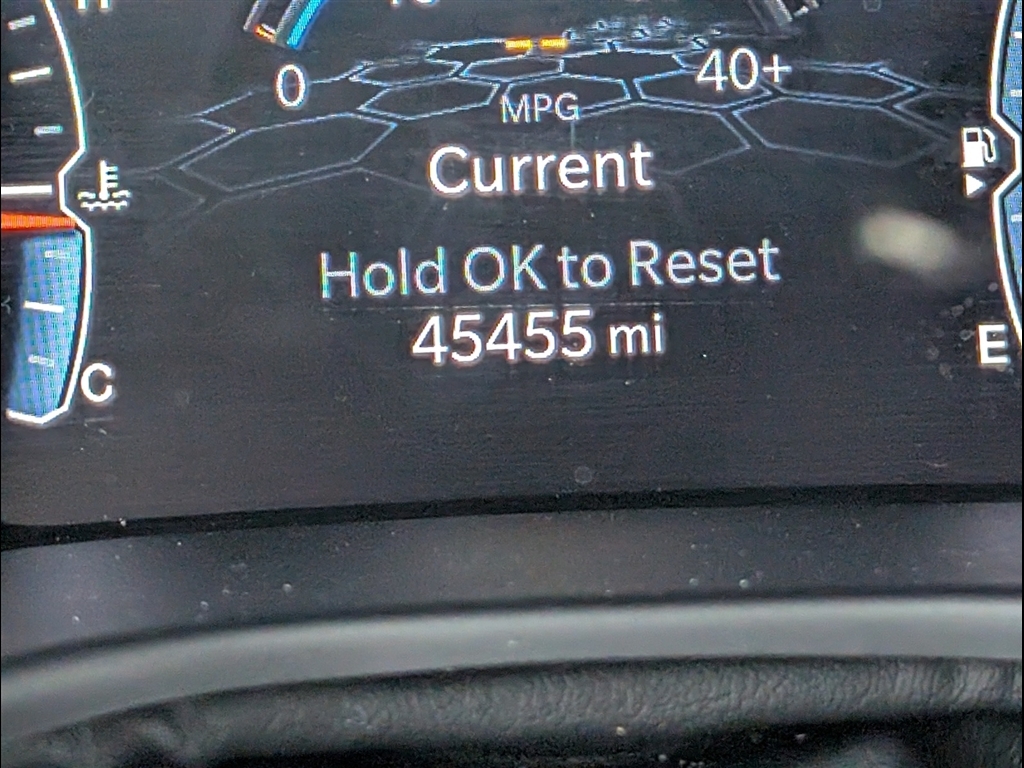 0
40+
MPG
Current
Hold OK to Reset
45455 mi
E
C